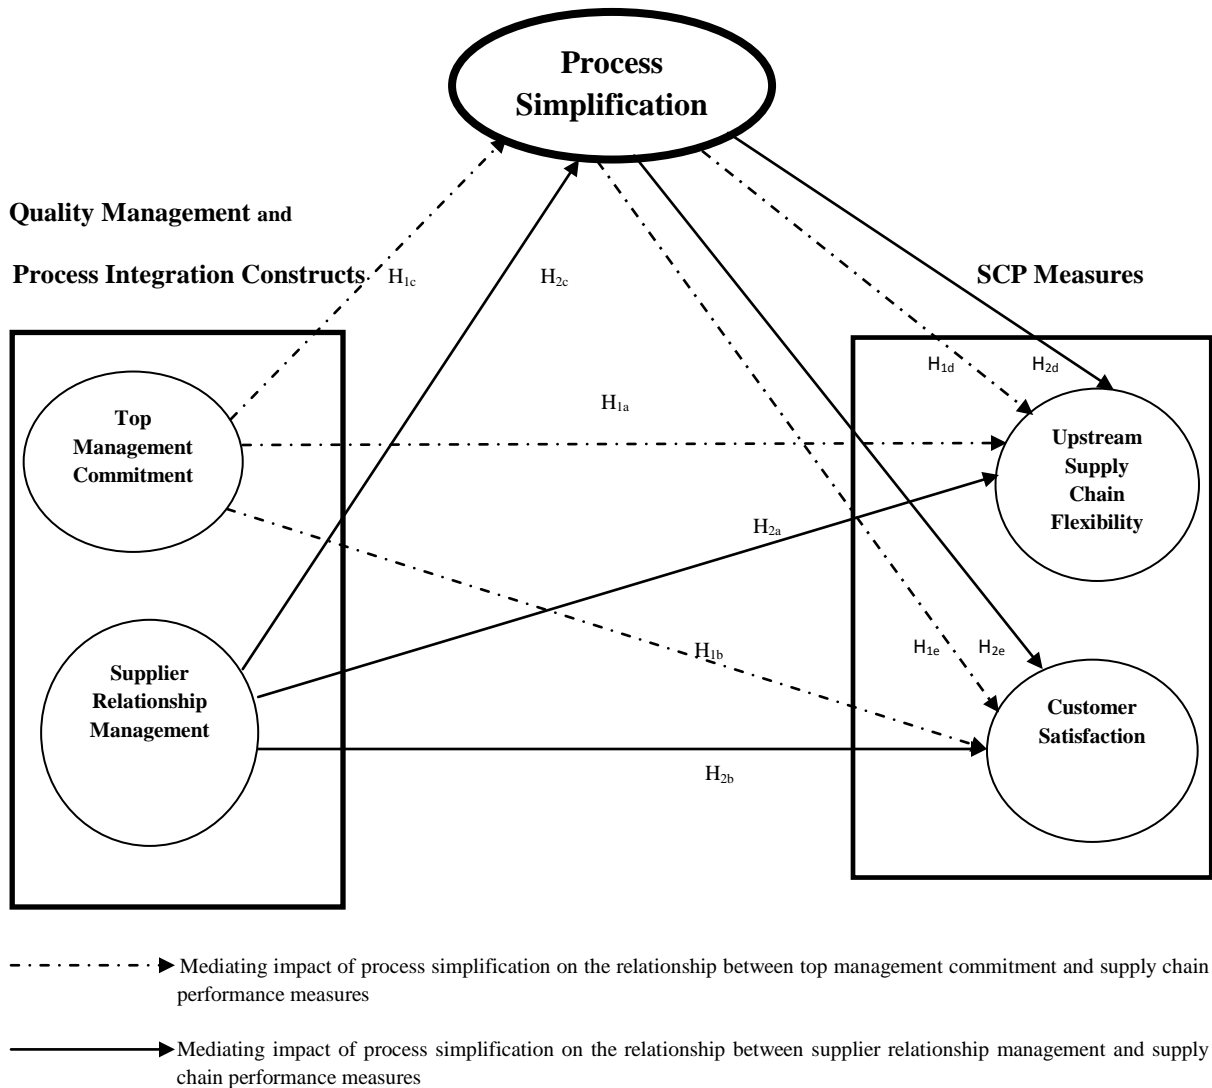 Process
Simplification
Quality Management and
Process Integration Constructs
SCP Measures
H1c
H2c
H1d
H2d
H1a
Top
Management
Commitment
Upstream
Supply
Chain
Flexibility
H2a
H1b
H1e
H2e
Supplier
Relationship
Management
Customer
Satisfaction
H2b
Mediating impact of process simplification on the relationship between top management commitment and supply chain
performance measures
Mediating impact of process simplification on the relationship between supplier relationship management and supply
chain performance measures